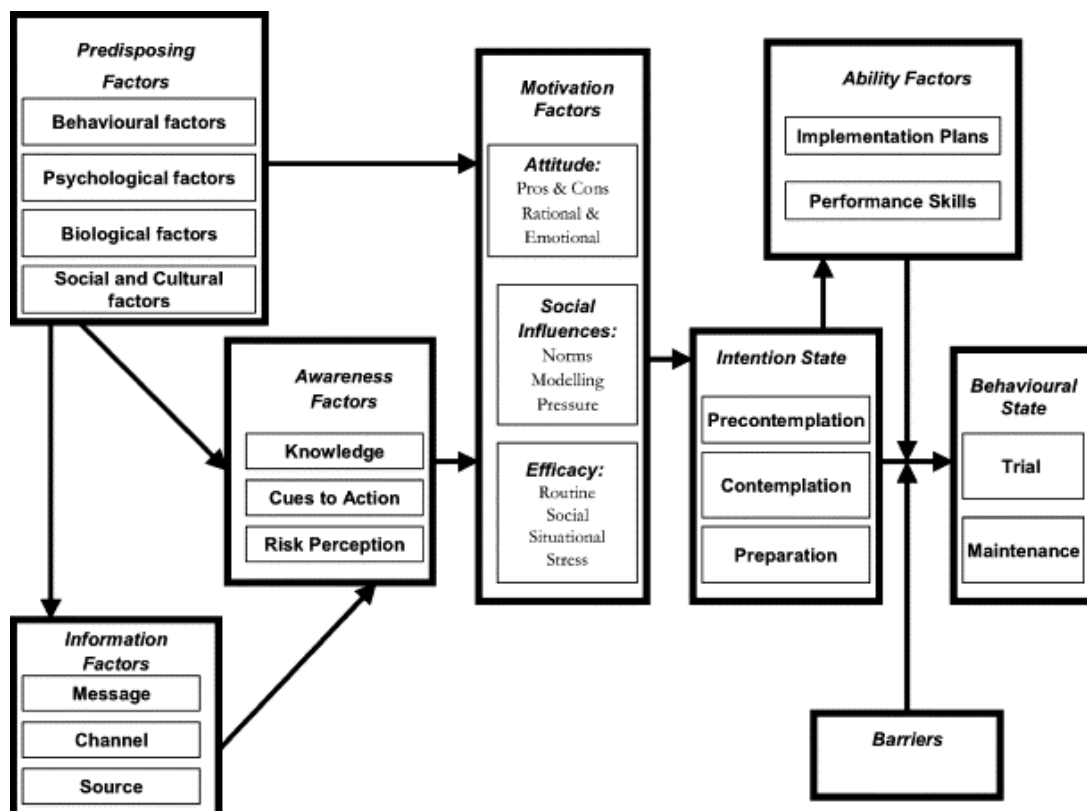 Predisposing
Factors
Behavioural factors
Psychological factors
Biological factors
Social and Cultural
factors
Awareness
Factors
Knowledge
Cues to Action
Risk Perception
Information
Factors
Message
Channel
Source
Motivation
Factors
Attitude:
Pros & Cons
Rational &
Emotional
Social
Influences:
Norms
Modelling
Pressure
Efficacy:
Routine
Social
Situational
Stress
Ability Factors
Implementation Plans
Performance Skills
Intention State
Precontemplation
Contemplation
Preparation
Behavioural
State
Trial
Maintenance
Barriers